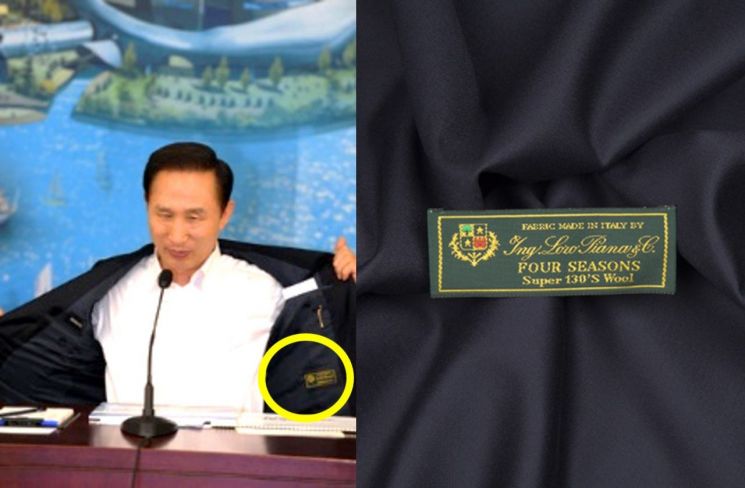 FABRIC MADE IN ITALY BY
Ing. Loro Piana & C.
FOUR SEASONS
Super 130'S Wool